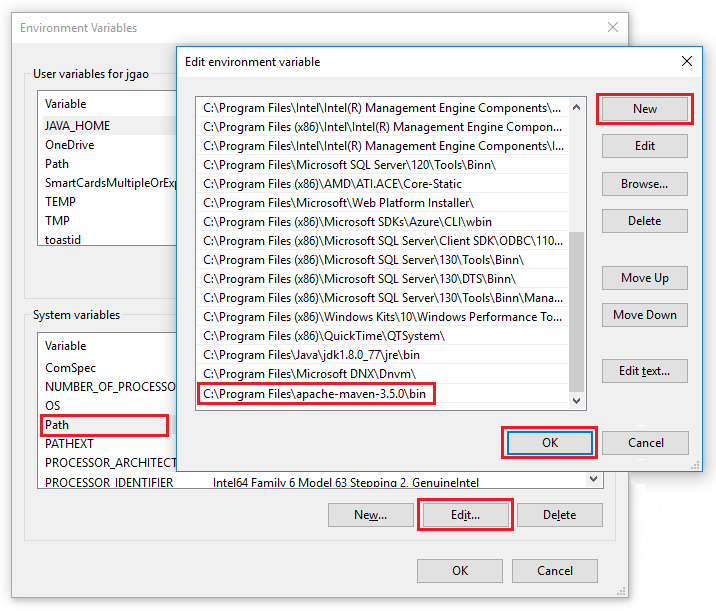 Environment Variables
User variables for jgao
Variable
JAVA_HOME
OneDrive
Path
SmartCardsMultipleOrExp
TEMP
TMP
toastid
System variables
Variable
ComSpec
NUMBER_OF_PROCESSO
OS
Path
PATHEXT
PROCESSOR_ARCHITECT
PROCESSOR_IDENTIFIER Intel64 Family 6 Model 63 Stepping 2, GenuineIntel
New...
Edit...
Delete
OK
Cancel
Edit environment variable
C:\Program Files\Intel\Intel(R) Management Engine Components\...
C:\Program Files (x86)\Intel\Intel(R) Management Engine Compon...
C:\Program Files (x86)\Intel\Intel(R) Management Engine Components\I...
C:\Program Files\Microsoft SQL Server\120\Tools\Binn\
C:\Program Files (x86)\AMD\ATI.ACE\Core-Static
C:\Program Files\Microsoft\Web Platform Installer\
C:\Program Files (x86)\Microsoft SDKs\Azure\CLI\wbin
C:\Program Files (x86)\Microsoft SQL Server\Client SDK\ODBC\110...
C:\Program Files (x86)\Microsoft SQL Server\130\Tools\Binn\
C:\Program Files (x86)\Microsoft SQL Server\130\DTS\Binn\
C:\Program Files (x86)\Microsoft SQL Server\130\Tools\Binn\Mana...
C:\Program Files (x86)\Windows Kits\10\Windows Performance To...
C:\Program Files (x86)\QuickTime\QTSystem\
C:\Program Files\Java\jdk1.8.0_77\jre\bin
C:\Program Files\Microsoft DNX\Dnvm\
C:\Program Files\apache-maven-3.5.0\bin
New
Edit
Browse...
Delete
Move Up
Move Down
Edit text...
OK
Cancel